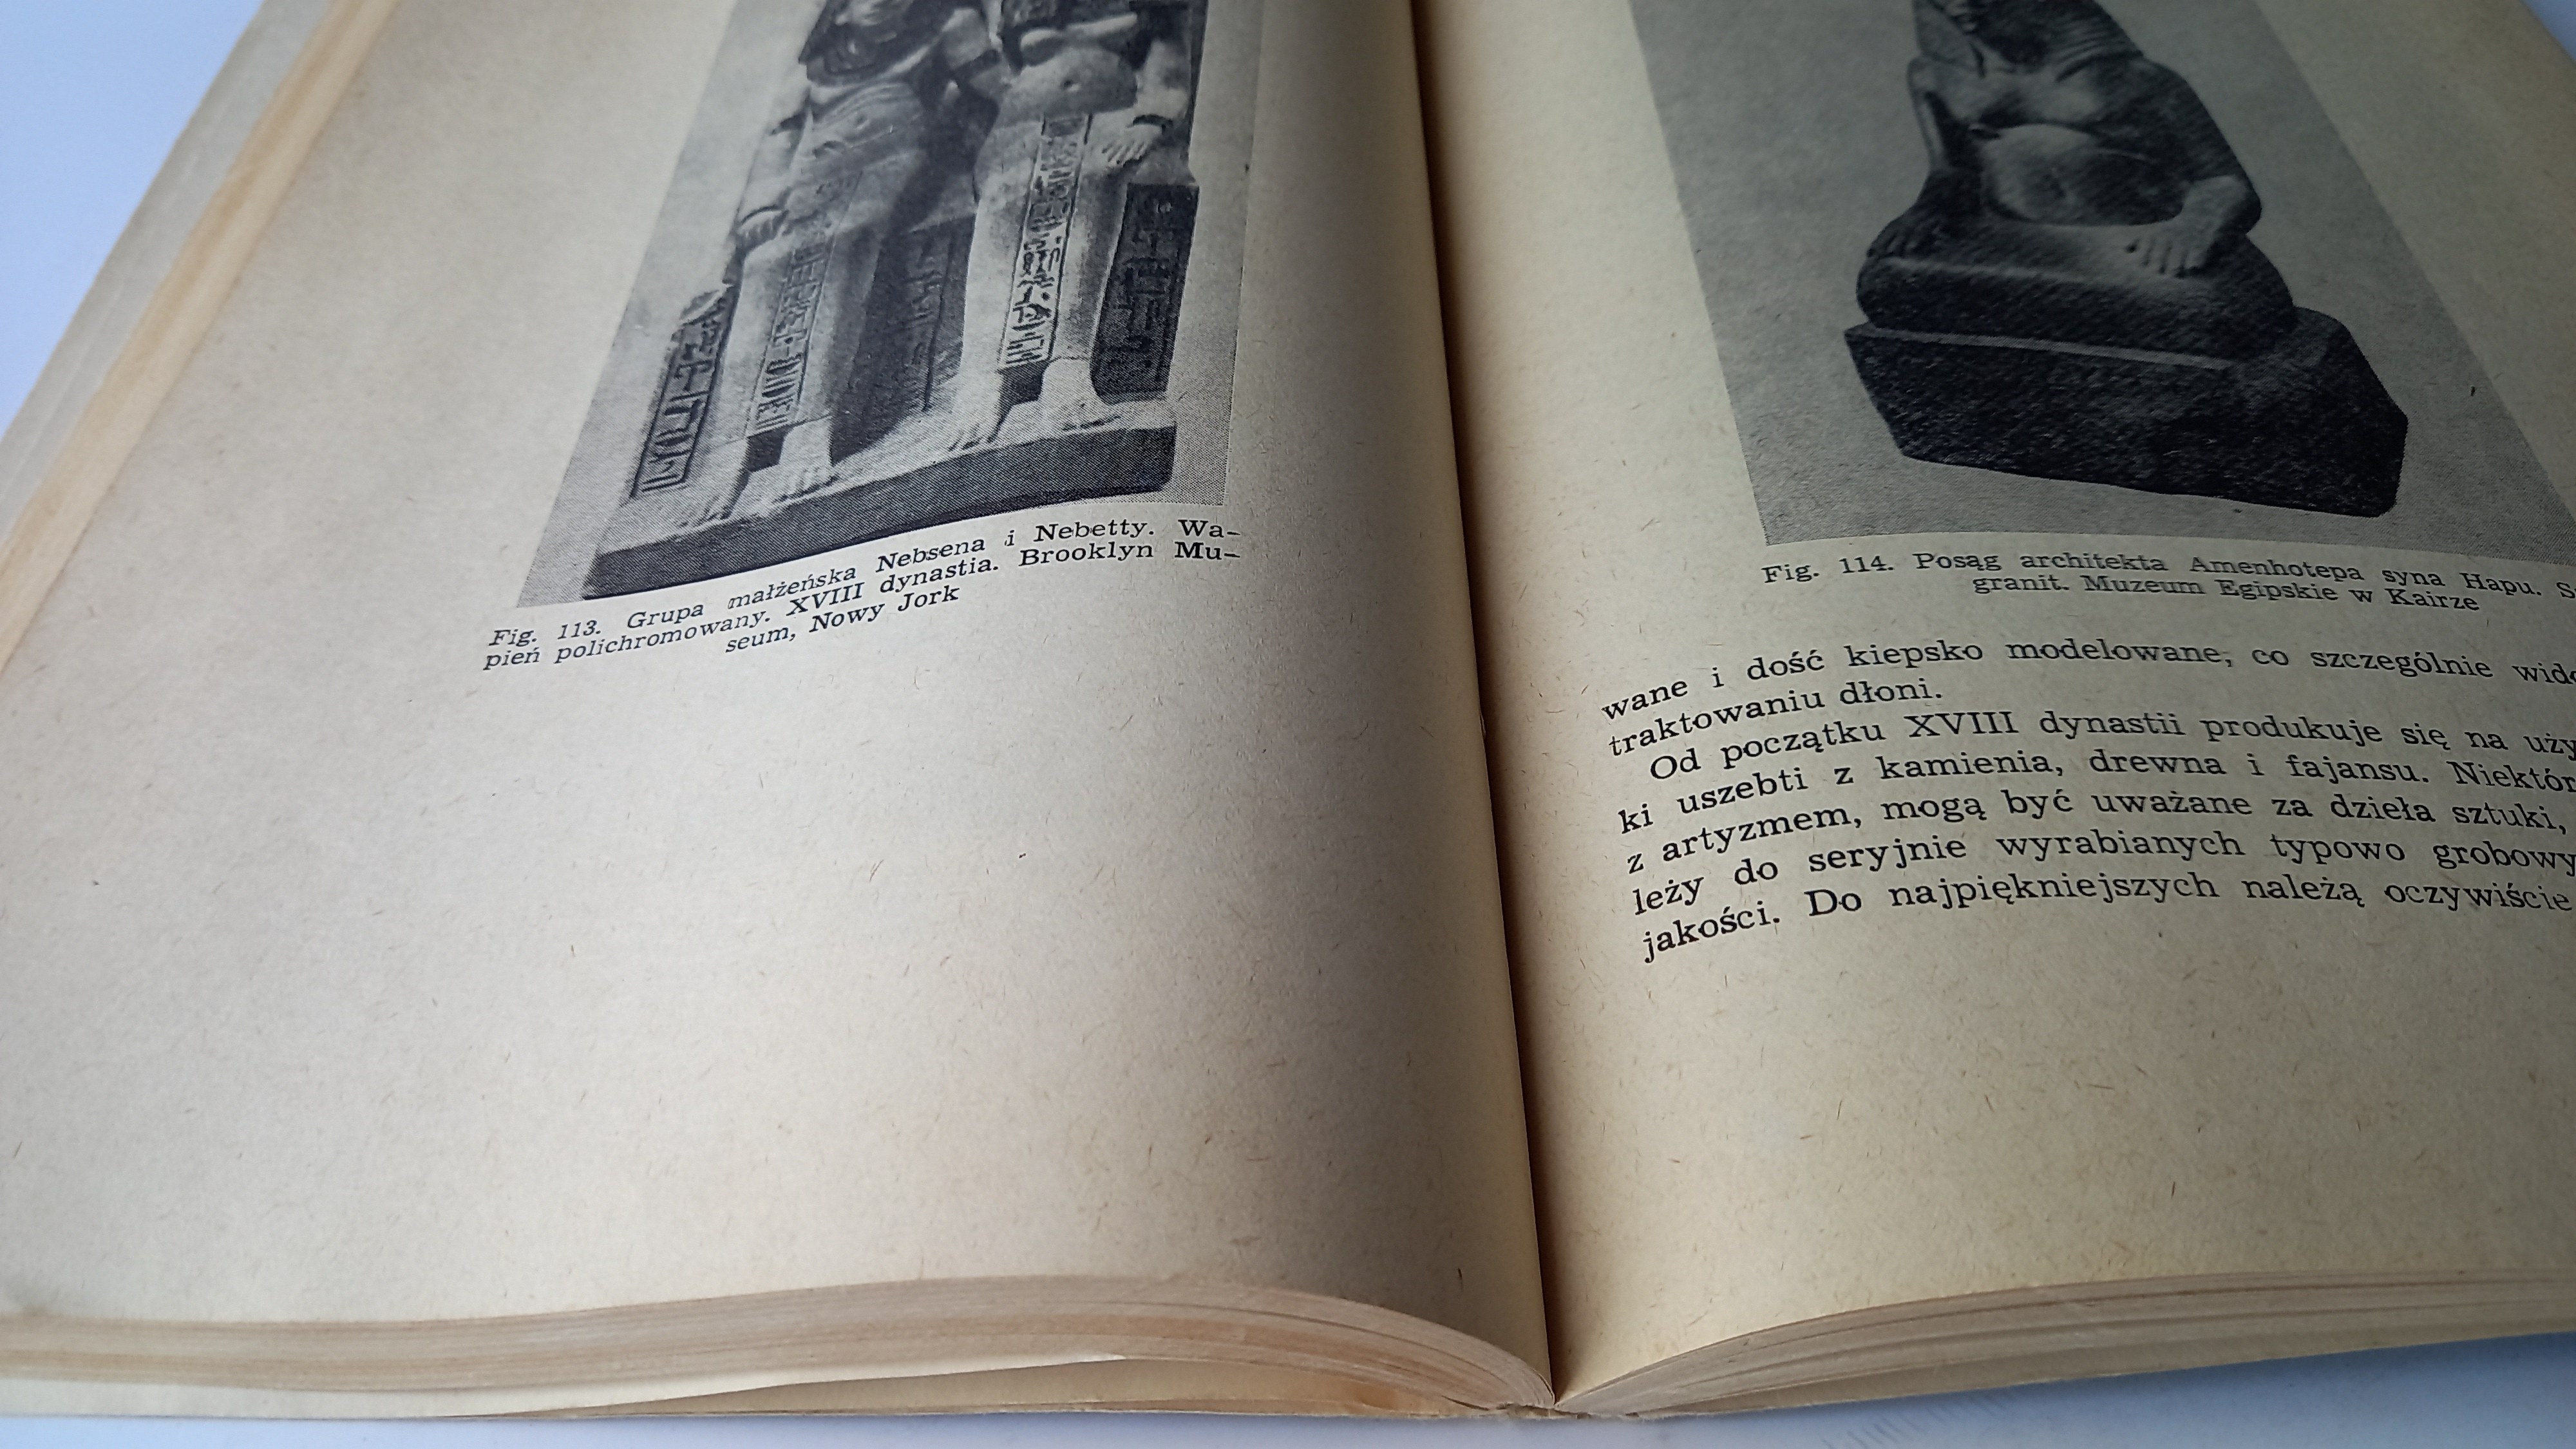 Fig. 113. Grupa małżeńska Nebsena i Nebetty. Wa-
pień polichromowany. XVIII dynastia. Brooklyn Mu-
seum, Nowy Jork
Fig. 114. Posąg architekta Amenhotepa syna Hapu.
granit. Muzeum Egipskie w Kairze
wane i dość kiepsko modelowane, co szczególnie
traktowaniu dłoni.
Od początku XVIII dynastii produkuje się na
ki uszebti z kamienia, drewna i fajansu.
z artyzmem, mogą być uważane za dzieła sztuki,
leży do seryjnie wyrabianych typowo
jakości. Do najpiękniejszych należą oczywiście